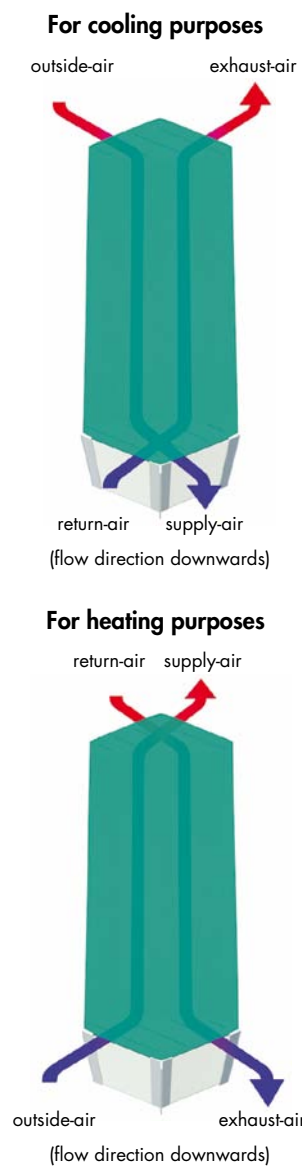 For cooling purposes
outside-air exhaust-air
return-air supply-air
(flow direction downwards)
For heating purposes
return-air supply-air
outside-air exhaust-air
(flow direction downwards)